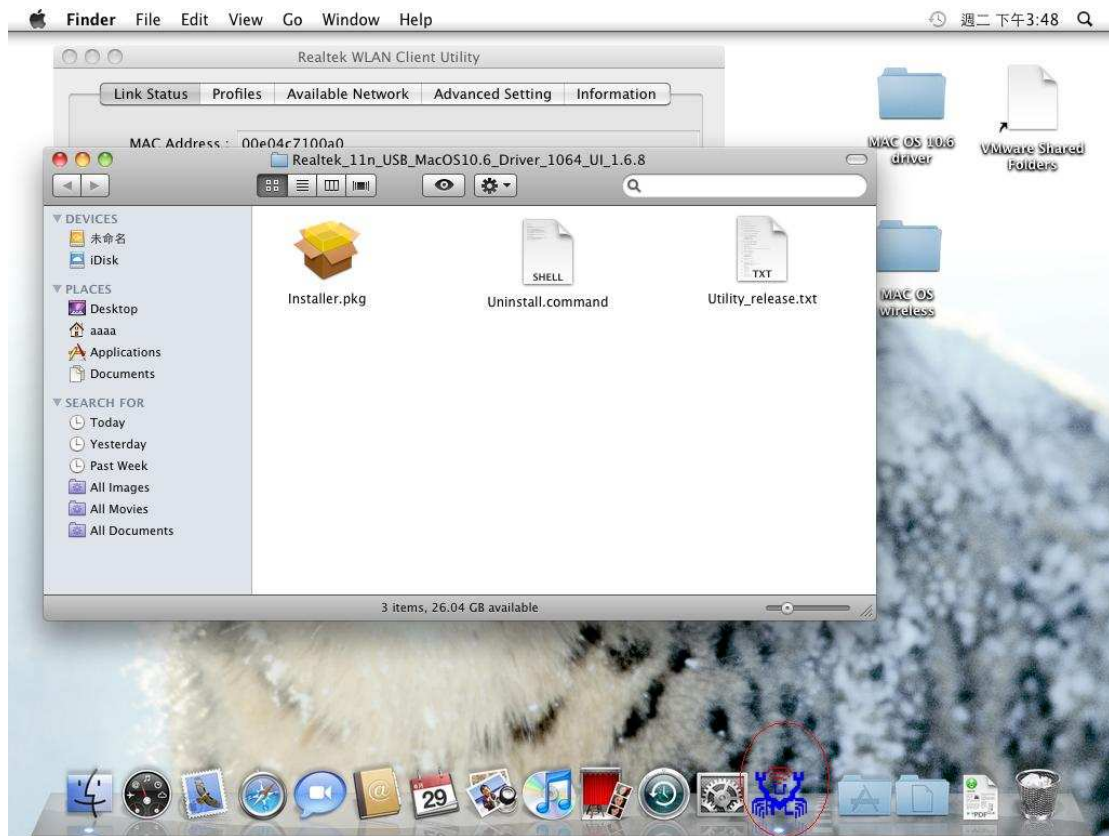 Finder File Edit View Go Window Help
週二 下午3:48
Realtek WLAN Client Utility
Link Status Profiles Available Network Advanced Setting Information
MAC Address : 00e04c7100a0
MAC OS 10.6
driver
VMware Shared
Folders
Realtek_11n_USB_MacOS10.6_Driver_1064_UI_1.6.8
DEVICES
未命名
iDisk
PLACES
Desktop
aaaa
Applications
Documents
SEARCH FOR
Today
Yesterday
Past Week
All Images
All Movies
All Documents
SHELL
TXT
Installer.pkg
Uninstall.command
Utility_release.txt
MAC OS
wireless
3 items, 26.04 GB available
29
PDF